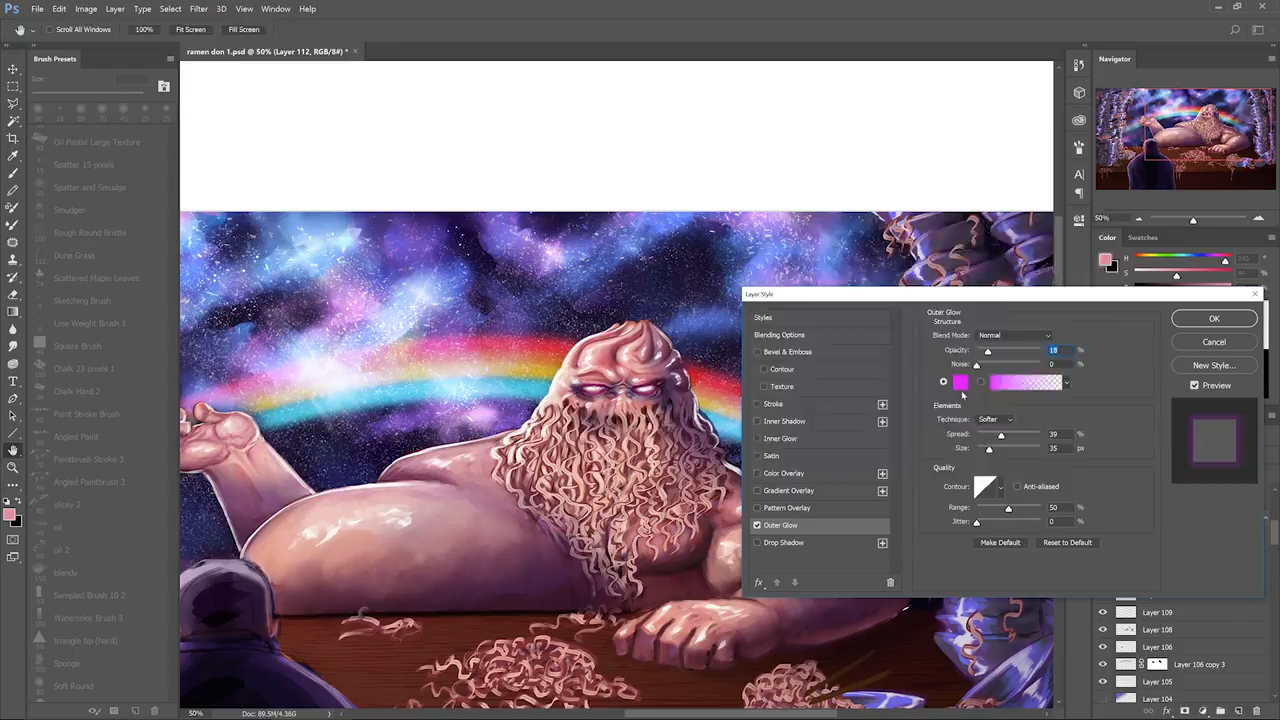 Ps File Edit Image Layer Type Select Filter 3D View Window Help
Scroll All Windows 100% Fit Screen Fill Screen
ramen don 1.psd @ 50% (Layer 112, RGB/8#) * ×
Brush Presets
Size:
Oil Pastel Large Texture
Spatter 15 pixels
Spatter and Smudge
Smudger
Rough Round Bristle
Dune Grass
Scattered Maple Leaves
Sketching Brush
Line Weight Brush 1
Square Brush
Chalk 23 pixels 1
Chalk Hard 2
Paint Stroke Brush
Angled Paint
Paintbrush Stroke 3
Angled Paintbrush 3
slicey 2
oil
oil 2
blendy
Sampled Brush 10 2
Watercolor Brush 3
triangle tip (hard)
Sponge
Soft Round
50% Doc: 89.5M/4.36G
Layer Style
Styles
Blending Options
Bevel & Emboss
Contour
Texture
Stroke
Inner Shadow
Inner Glow
Satin
Color Overlay
Gradient Overlay
Pattern Overlay
Outer Glow
Drop Shadow
fx
Outer Glow
Structure
Blend Mode: Normal
Opacity: 18 %
Noise: 0 %
Elements
Technique: Softer
Spread: 39 %
Size: 35 px
Quality
Contour: Anti-aliased
Range: 50 %
Jitter: 0 %
Make Default Reset to Default
OK
Cancel
New Style...
Preview
Navigator
50%
Color Swatches
H
S
Layer 109
Layer 108
Layer 106
Layer 106 copy 3
Layer 105
Layer 104
fx